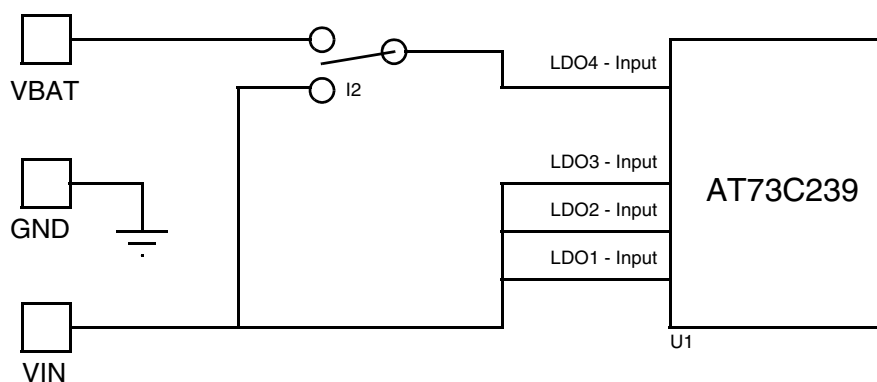 LDO4 - Input
VBAT
I2
LDO3 - Input
AT73C239
LDO2 - Input
GND
LDO1 - Input
U1
VIN